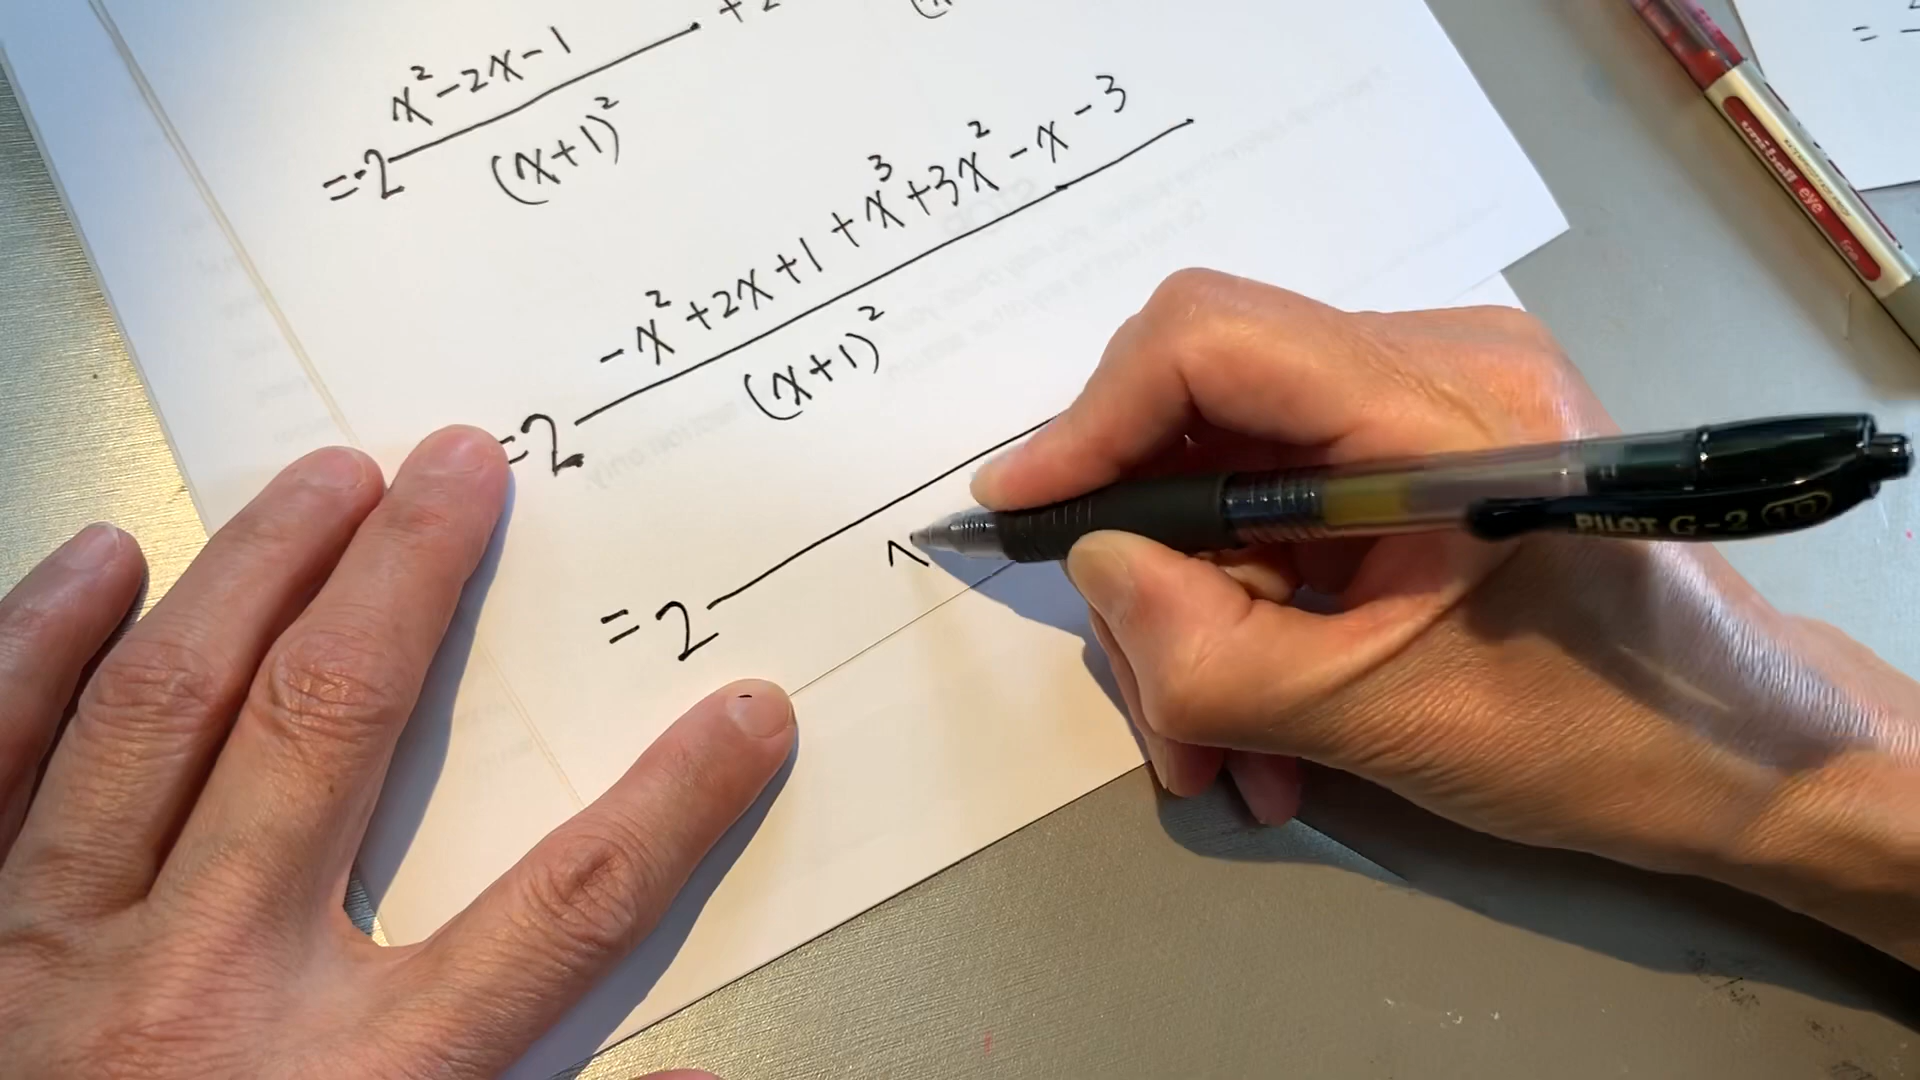 x² - 2x - 1 + 2
= -2 (x+1)²
-x² + 2x + 1 + x³ + 3x² - x - 3
= 2 (x+1)²
= 2
=
uni-ball eye
PILOT G-2 10